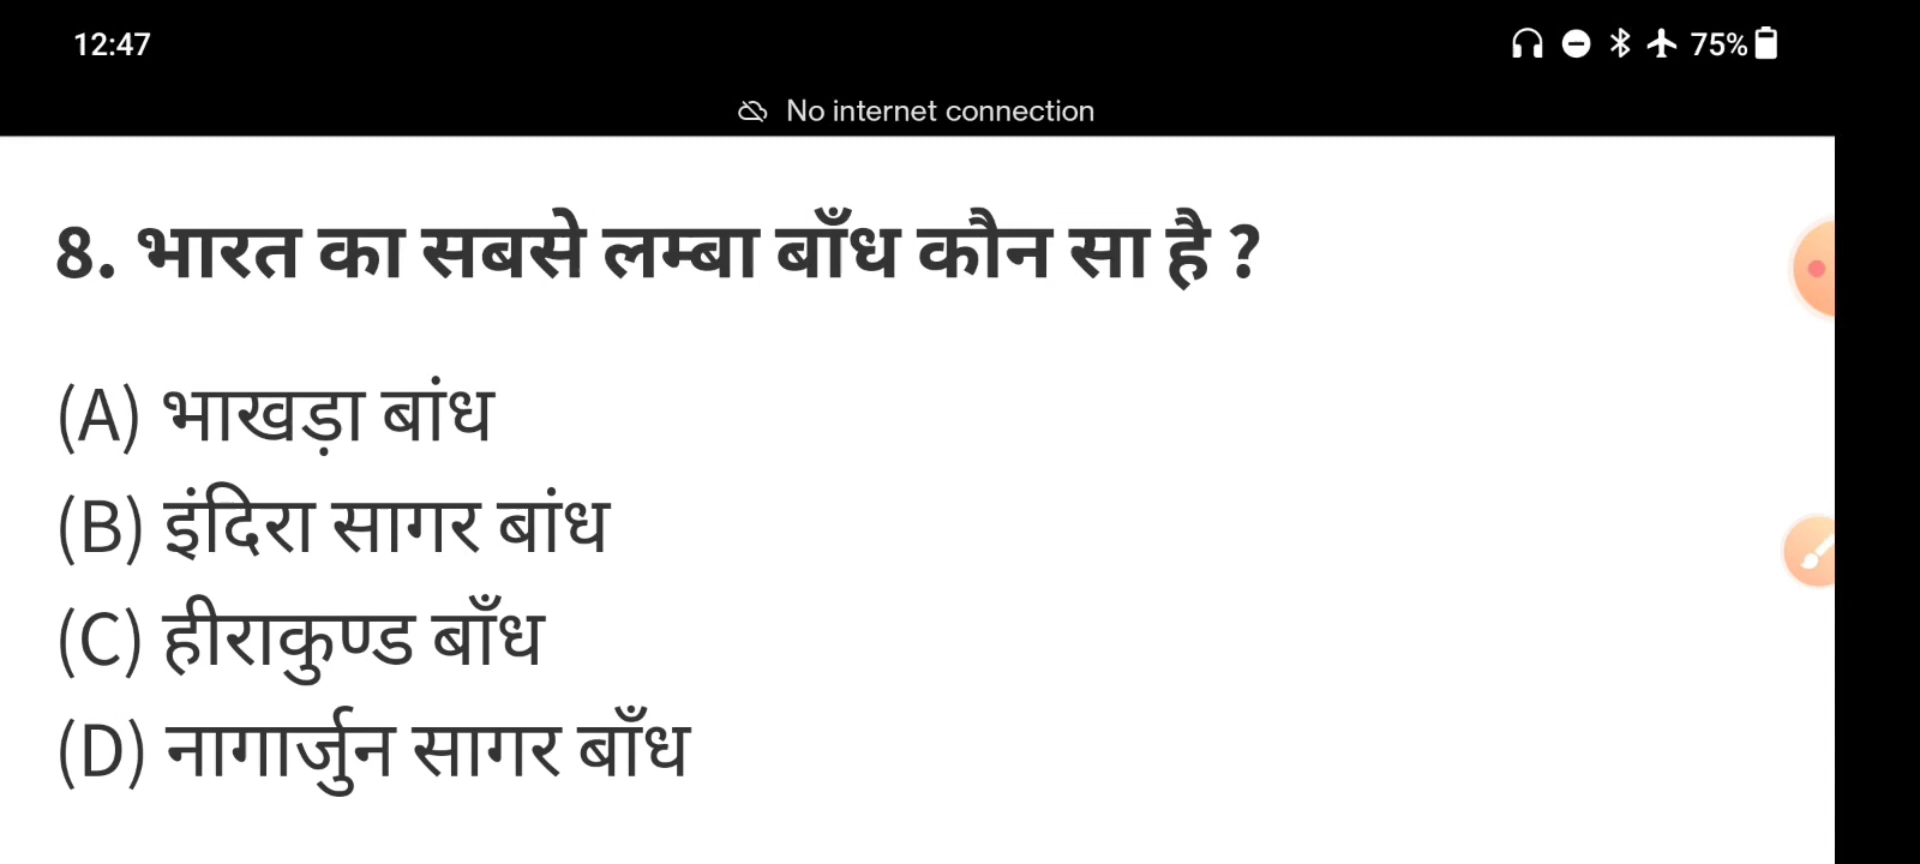 12:47
75%
No internet connection
8. भारत का सबसे लम्बा बाँध कौन सा है ?
(A) भाखड़ा बांध
(B) इंदिरा सागर बांध
(C) हीराकुण्ड बाँध
(D) नागार्जुन सागर बाँध